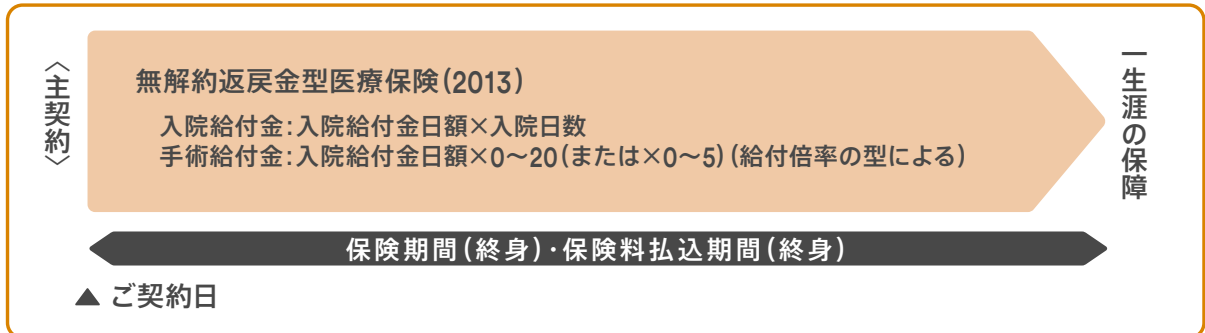 〈主契約〉
無解約返戻金型医療保険(2013)
入院給付金:入院給付金日額×入院日数
手術給付金:入院給付金日額×0〜20(または×0〜5)(給付倍率の型による)
一生涯の保障
保険期間(終身)・保険料払込期間(終身)
▲ ご契約日